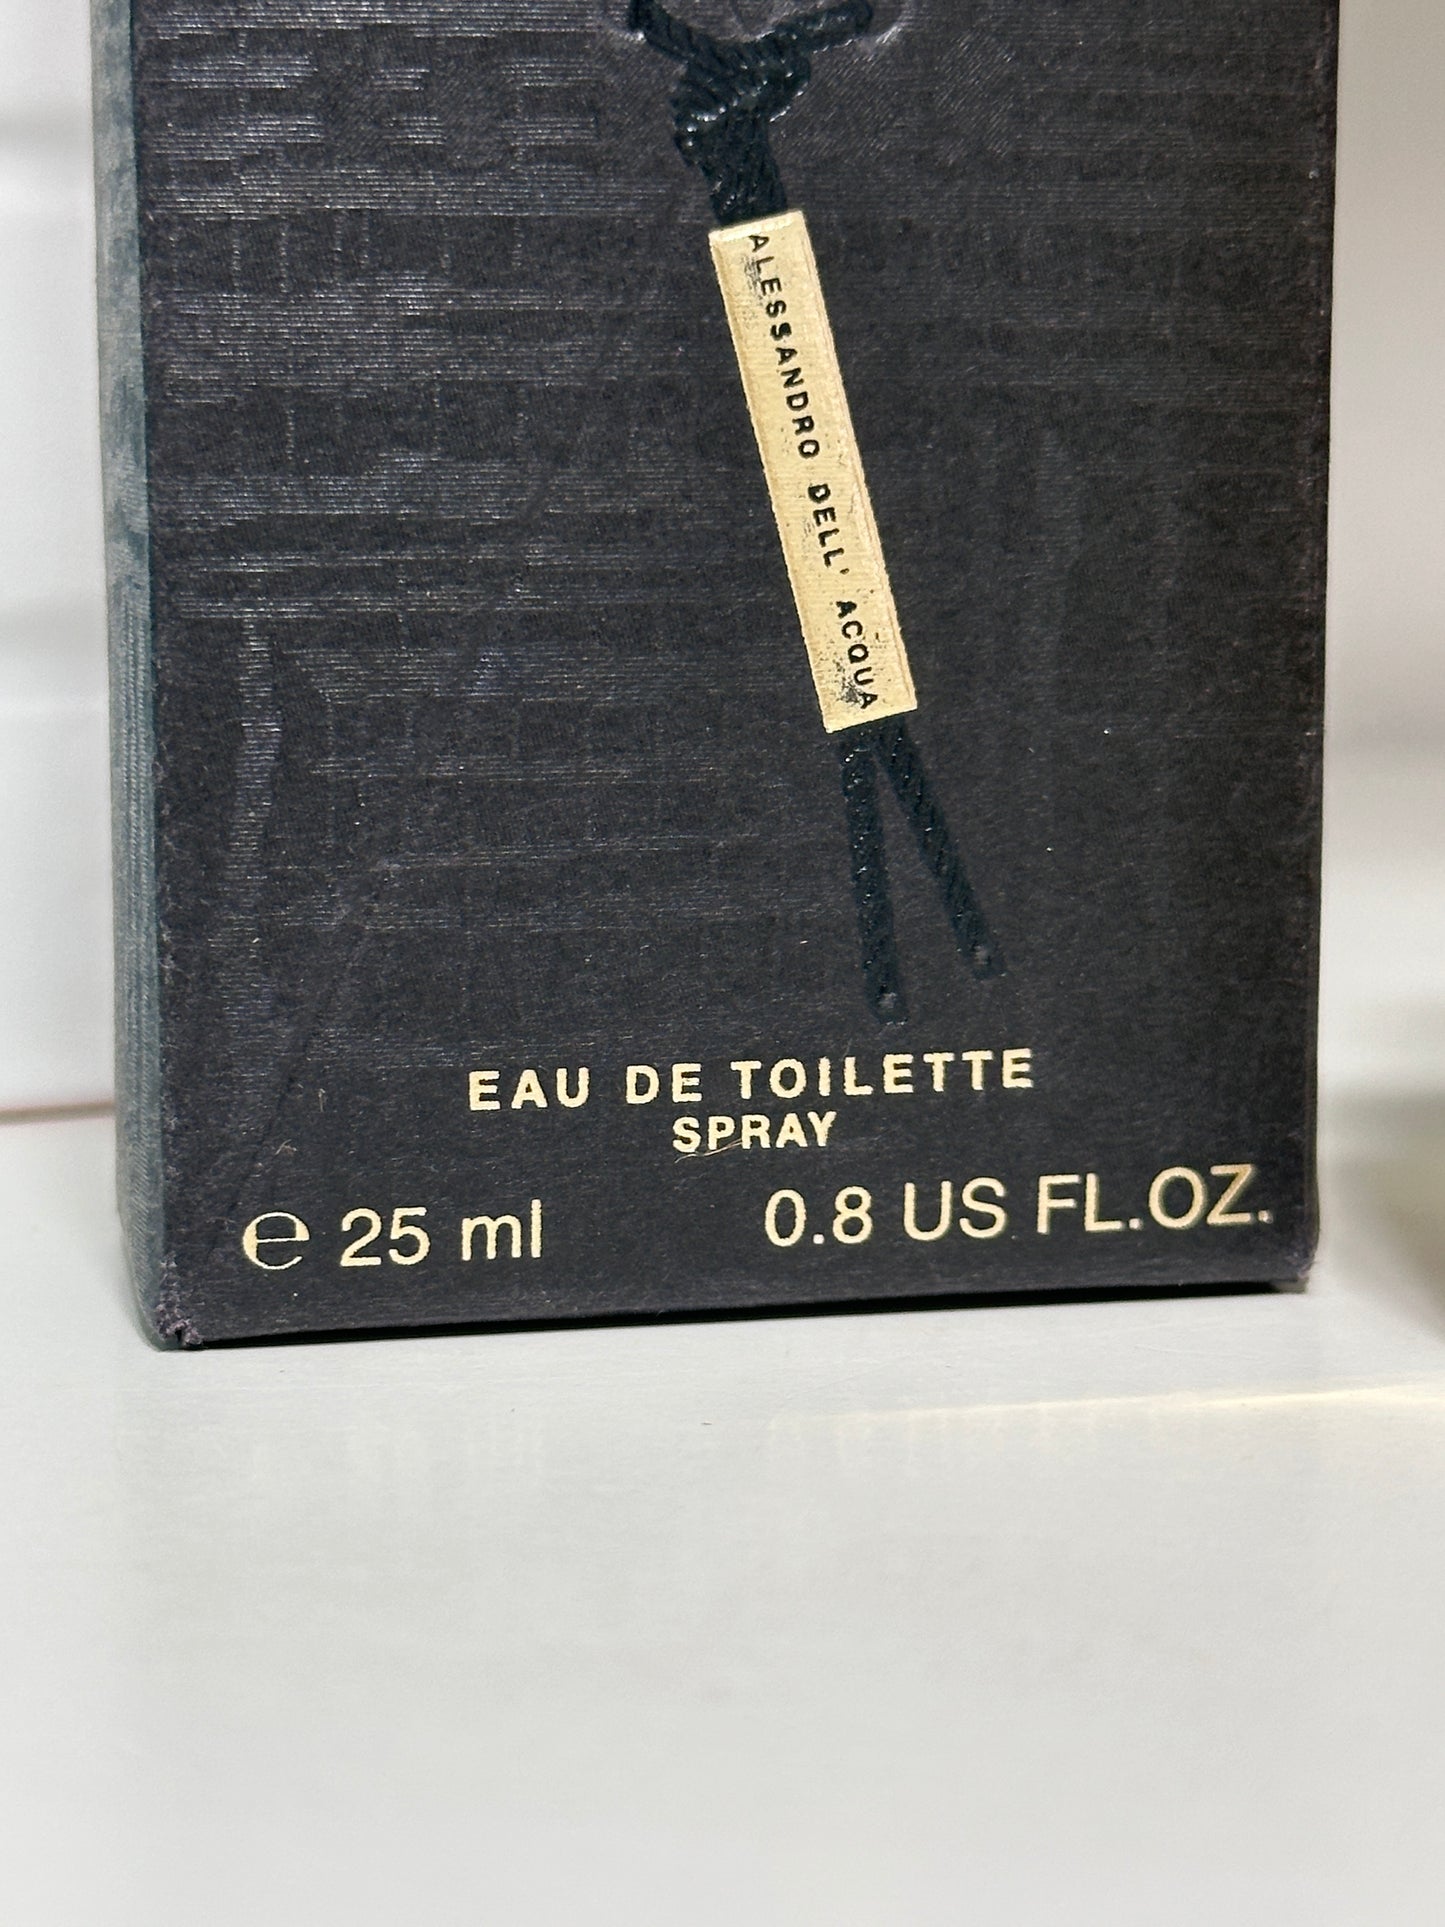 ALESSANDRO DELL' ACQUA
EAU DE TOILETTE
SPRAY
℮ 25 ml 0.8 US FL.OZ.